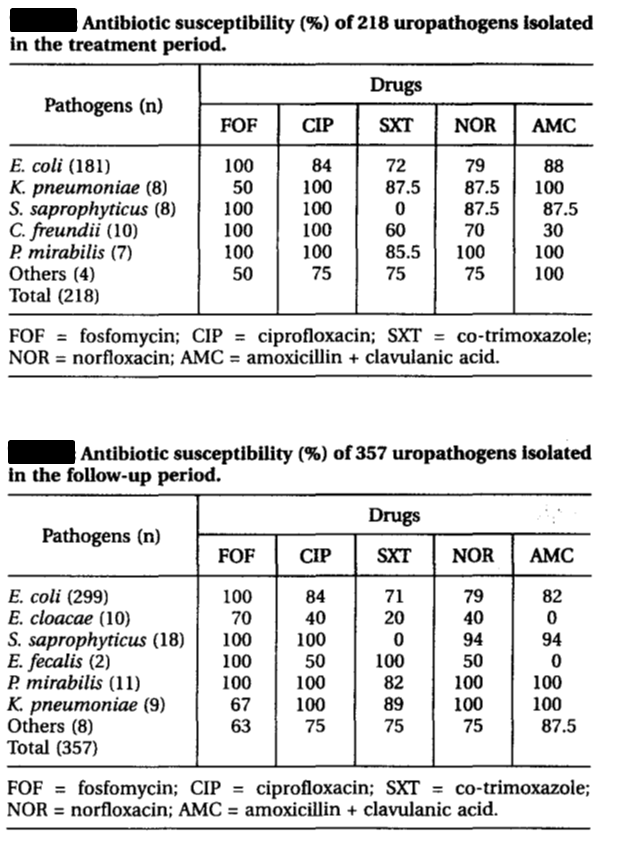 Antibiotic susceptibility (%) of 218 uropathogens isolated
in the treatment period.
Pathogens (n) Drugs
FOF CIP SXT NOR AMC
E. coli (181) 100 84 72 79 88
K. pneumoniae (8) 50 100 87.5 87.5 100
S. saprophyticus (8) 100 100 0 87.5 87.5
C. freundii (10) 100 100 60 70 30
P. mirabilis (7) 100 100 85.5 100 100
Others (4) 50 75 75 75 100
Total (218)
FOF = fosfomycin; CIP = ciprofloxacin; SXT = co-trimoxazole;
NOR = norfloxacin; AMC = amoxicillin + clavulanic acid.
Antibiotic susceptibility (%) of 357 uropathogens isolated
in the follow-up period.
Pathogens (n) Drugs
FOF CIP SXT NOR AMC
E. coli (299) 100 84 71 79 82
E. cloacae (10) 70 40 20 40 0
S. saprophyticus (18) 100 100 0 94 94
E. fecalis (2) 100 50 100 50 0
P. mirabilis (11) 100 100 82 100 100
K. pneumoniae (9) 67 100 89 100 100
Others (8) 63 75 75 75 87.5
Total (357)
FOF = fosfomycin; CIP = ciprofloxacin; SXT = co-trimoxazole;
NOR = norfloxacin; AMC = amoxicillin + clavulanic acid.